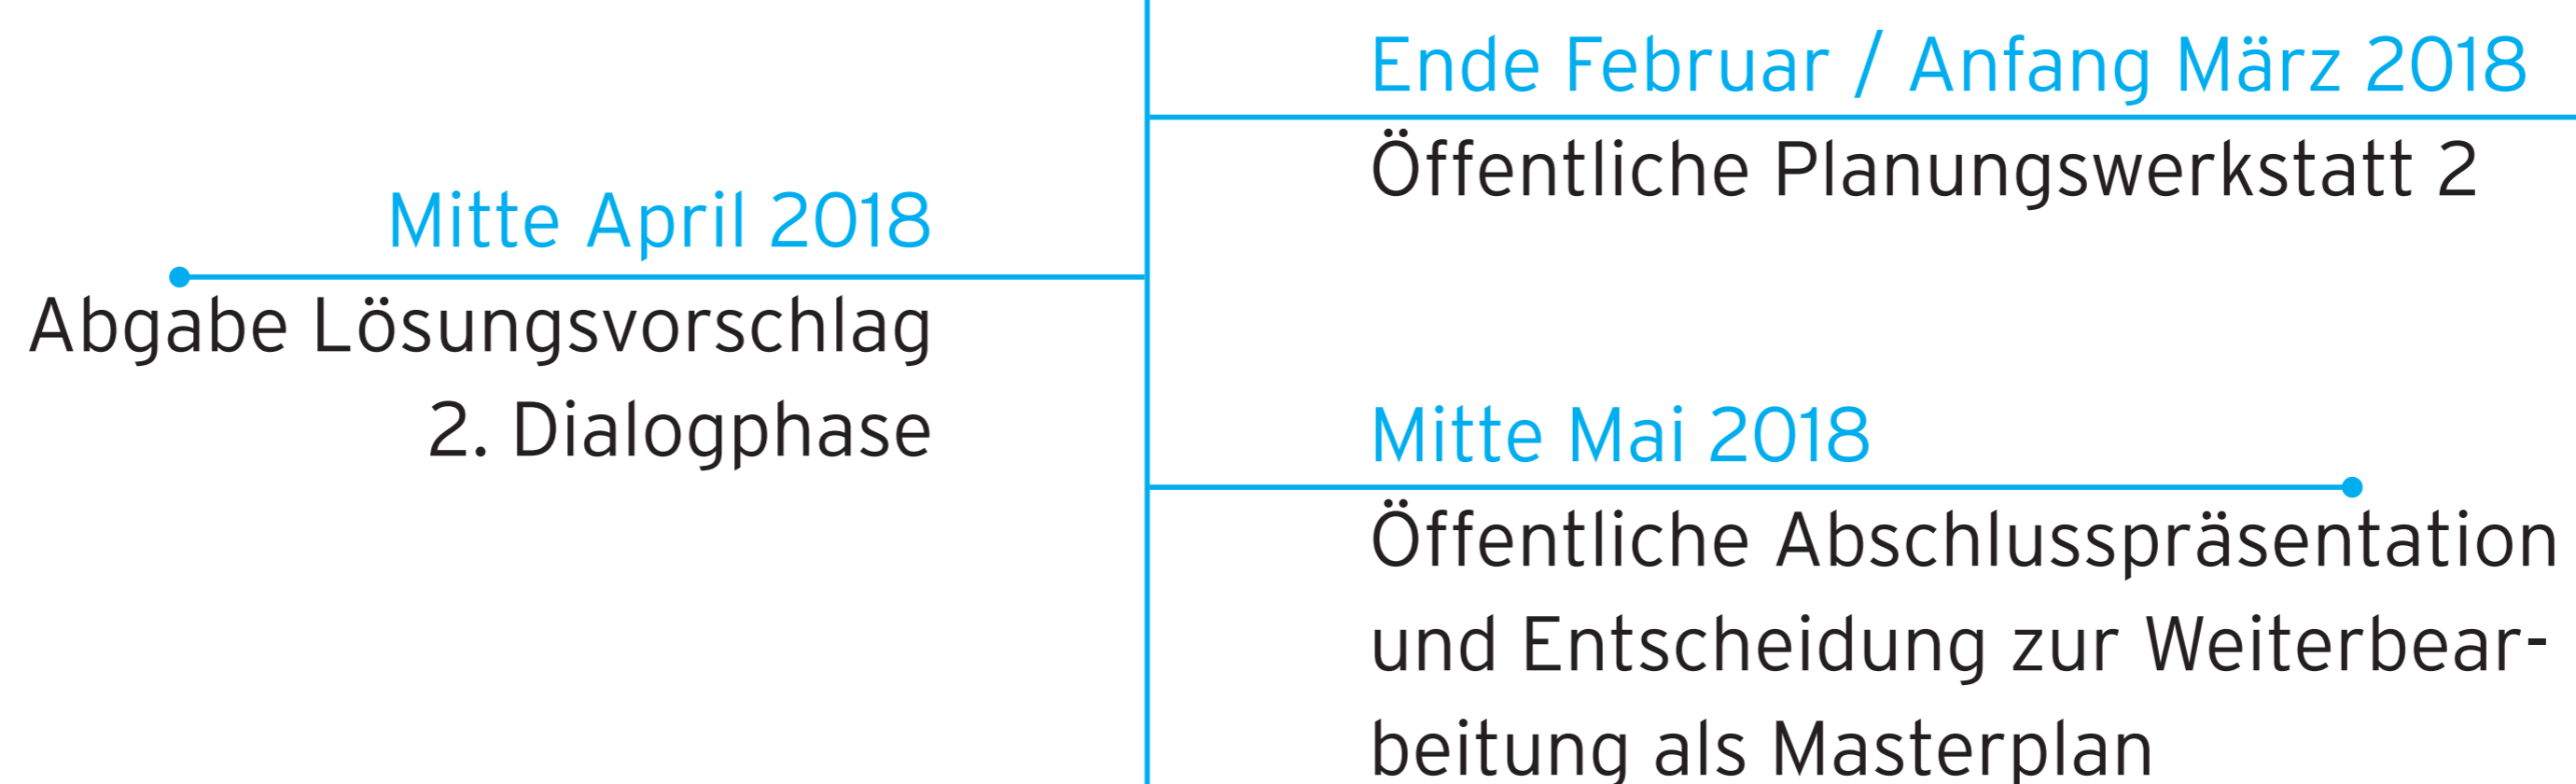 Ende Februar / Anfang März 2018
Öffentliche Planungswerkstatt 2
Mitte April 2018
Abgabe Lösungsvorschlag
2. Dialogphase
Mitte Mai 2018
Öffentliche Abschlusspräsentation
und Entscheidung zur Weiterbear-
beitung als Masterplan